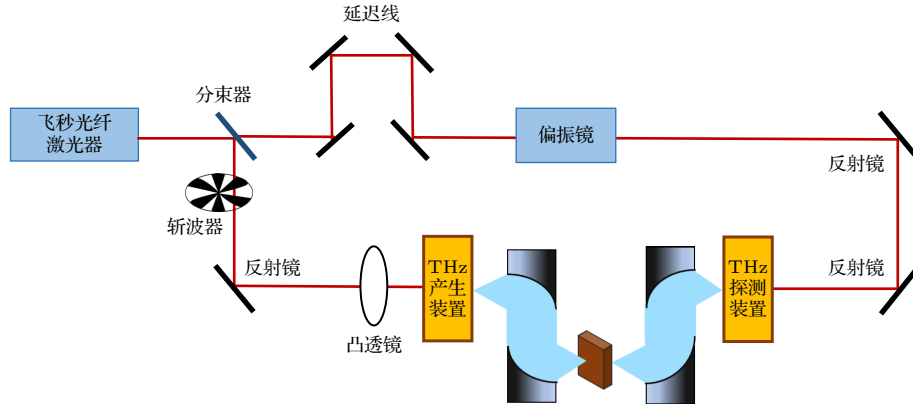 延迟线
分束器
飞秒光纤
激光器
偏振镜
反射镜
斩波器
反射镜
THz
产生
装置
THz
探测
装置
反射镜
凸透镜